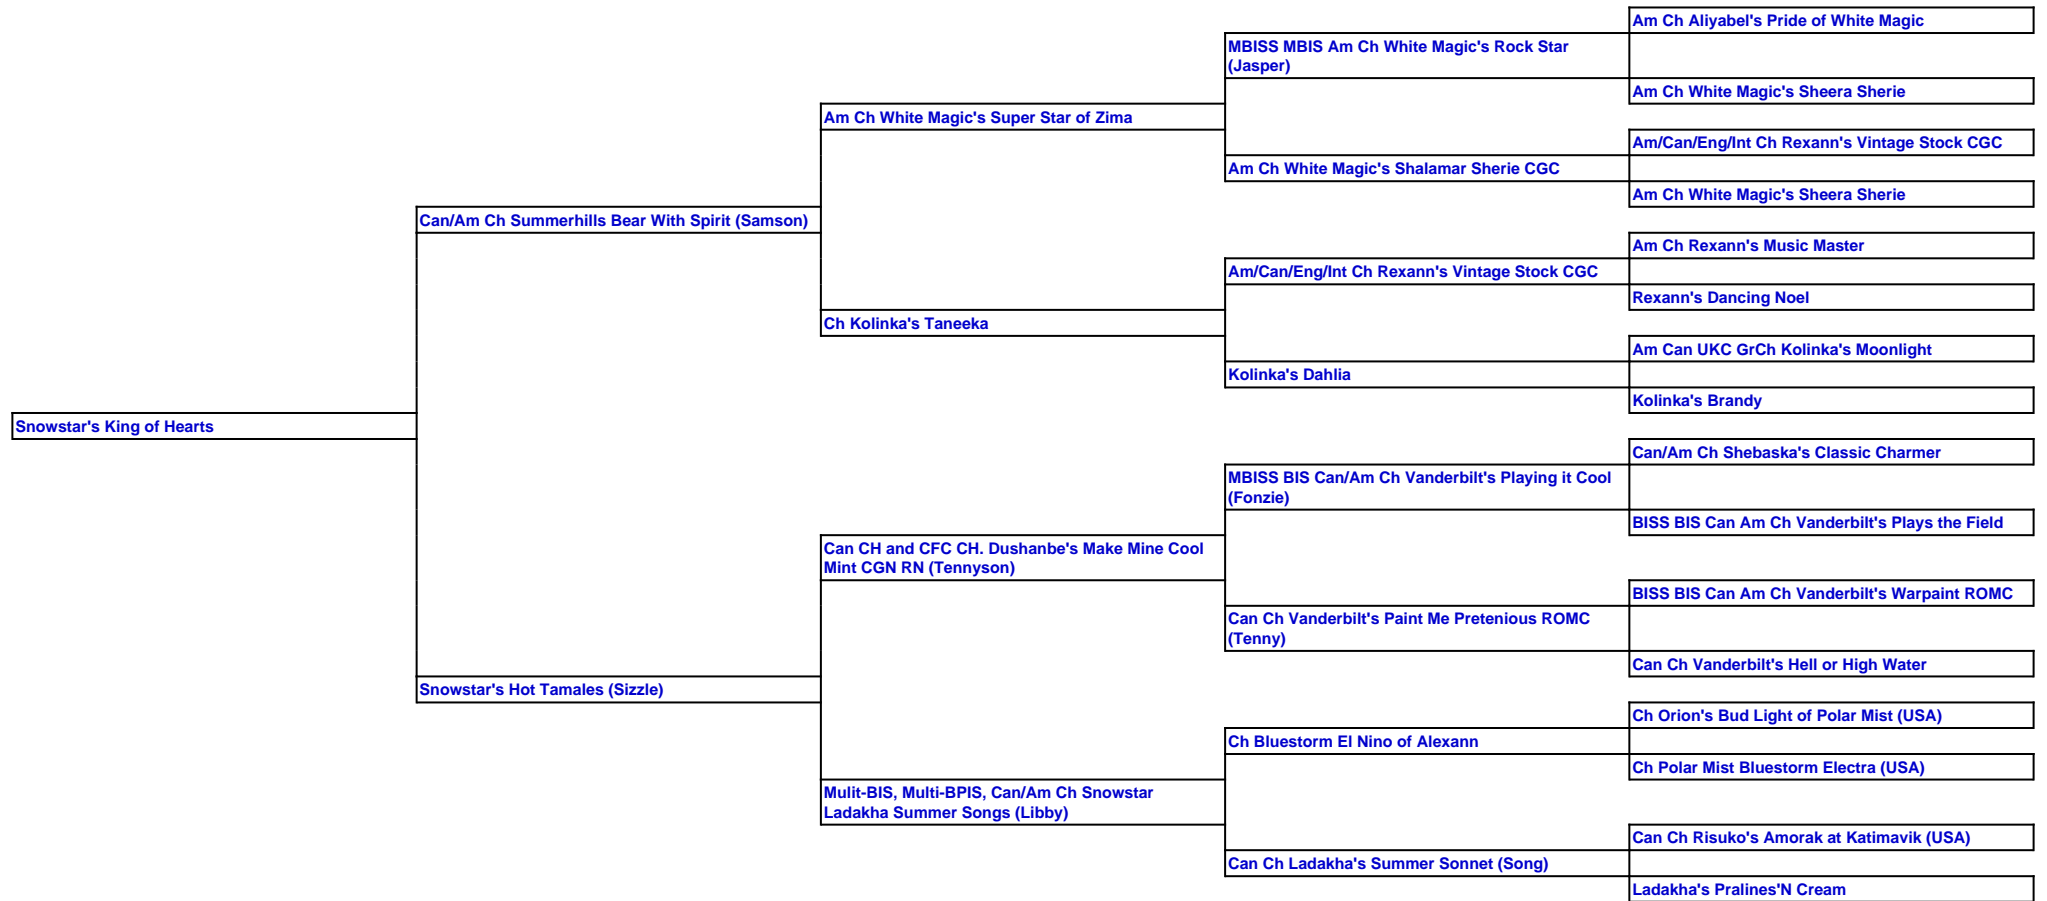 Am Ch Aliyabel's Pride of White Magic
MBISS MBIS Am Ch White Magic's Rock Star
(Jasper)
Am Ch White Magic's Sheera Sherie
Am Ch White Magic's Super Star of Zima
Am/Can/Eng/Int Ch Rexann's Vintage Stock CGC
Am Ch White Magic's Shalamar Sherie CGC
Am Ch White Magic's Sheera Sherie
Can/Am Ch Summerhills Bear With Spirit (Samson)
Am Ch Rexann's Music Master
Am/Can/Eng/Int Ch Rexann's Vintage Stock CGC
Rexann's Dancing Noel
Ch Kolinka's Taneeka
Am Can UKC GrCh Kolinka's Moonlight
Kolinka's Dahlia
Kolinka's Brandy
Snowstar's King of Hearts
Can/Am Ch Shebaska's Classic Charmer
MBISS BIS Can/Am Ch Vanderbilt's Playing it Cool
(Fonzie)
BISS BIS Can Am Ch Vanderbilt's Plays the Field
Can CH and CFC CH. Dushanbe's Make Mine Cool
Mint CGN RN (Tennyson)
BISS BIS Can Am Ch Vanderbilt's Warpaint ROMC
Can Ch Vanderbilt's Paint Me Pretenious ROMC
(Tenny)
Can Ch Vanderbilt's Hell or High Water
Snowstar's Hot Tamales (Sizzle)
Ch Orion's Bud Light of Polar Mist (USA)
Ch Bluestorm El Nino of Alexann
Ch Polar Mist Bluestorm Electra (USA)
Mulit-BIS, Multi-BPIS, Can/Am Ch Snowstar
Ladakha Summer Songs (Libby)
Can Ch Risuko's Amorak at Katimavik (USA)
Can Ch Ladakha's Summer Sonnet (Song)
Ladakha's Pralines'N Cream